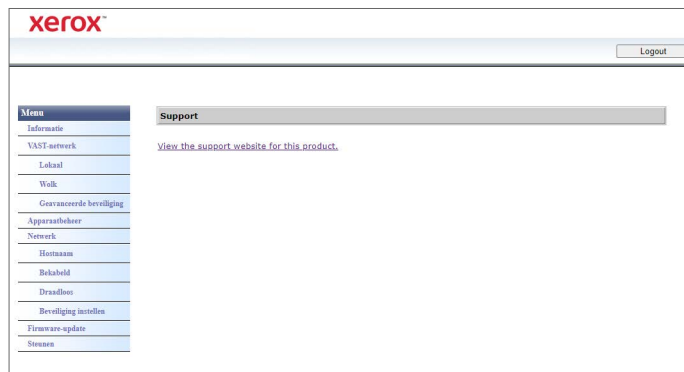 xerox™
Logout
Menu
Informatie
VAST-netwerk
Lokaal
Wolk
Geavanceerde beveiliging
Apparaatbeheer
Netwerk
Hostnaam
Bekabeld
Draadloos
Beveiliging instellen
Firmware-update
Steunen
Support
View the support website for this product.